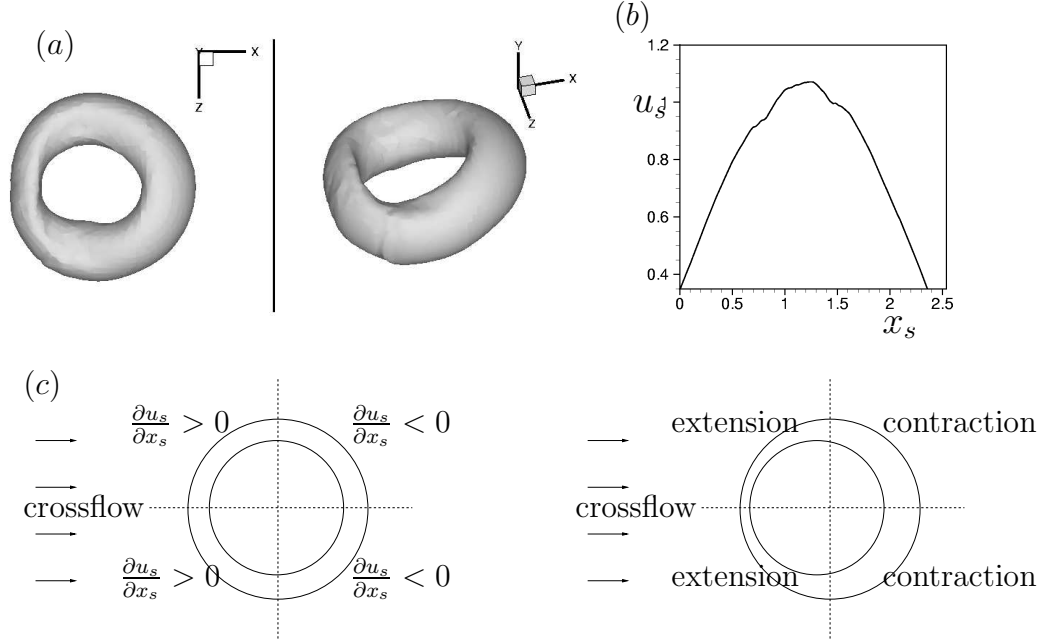 (a)
Y X
Z
Y
X
Z
(b)
1.2
1
0.8
0.6
0.4
u_s
0 0.5 1 1.5 2 2.5
x_s
(c)
∂u_s/∂x_s > 0 ∂u_s/∂x_s < 0
crossflow
∂u_s/∂x_s > 0 ∂u_s/∂x_s < 0
extension contraction
crossflow
extension contraction